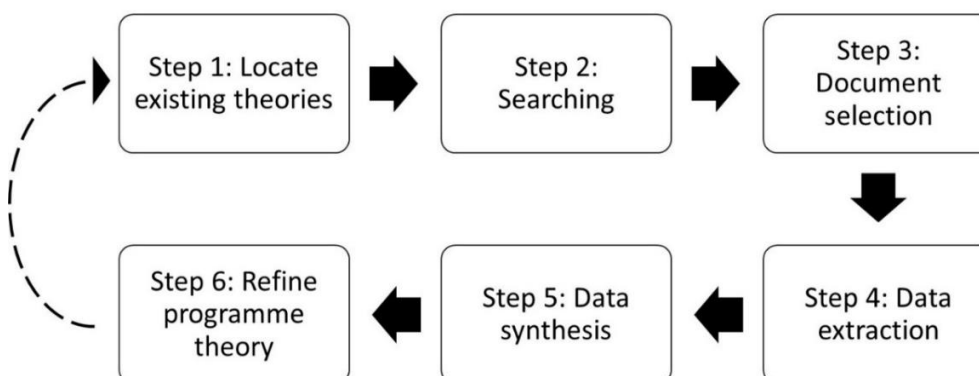 Step 1: Locate
existing theories
Step 2:
Searching
Step 3:
Document
selection
Step 4: Data
extraction
Step 5: Data
synthesis
Step 6: Refine
programme
theory